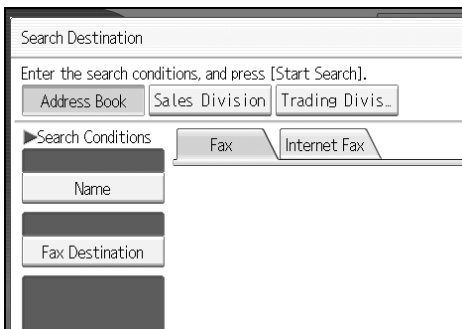 Search Destination
Enter the search conditions, and press [Start Search].
Address Book Sales Division Trading Divis...
▶Search Conditions Fax Internet Fax
Name
Fax Destination